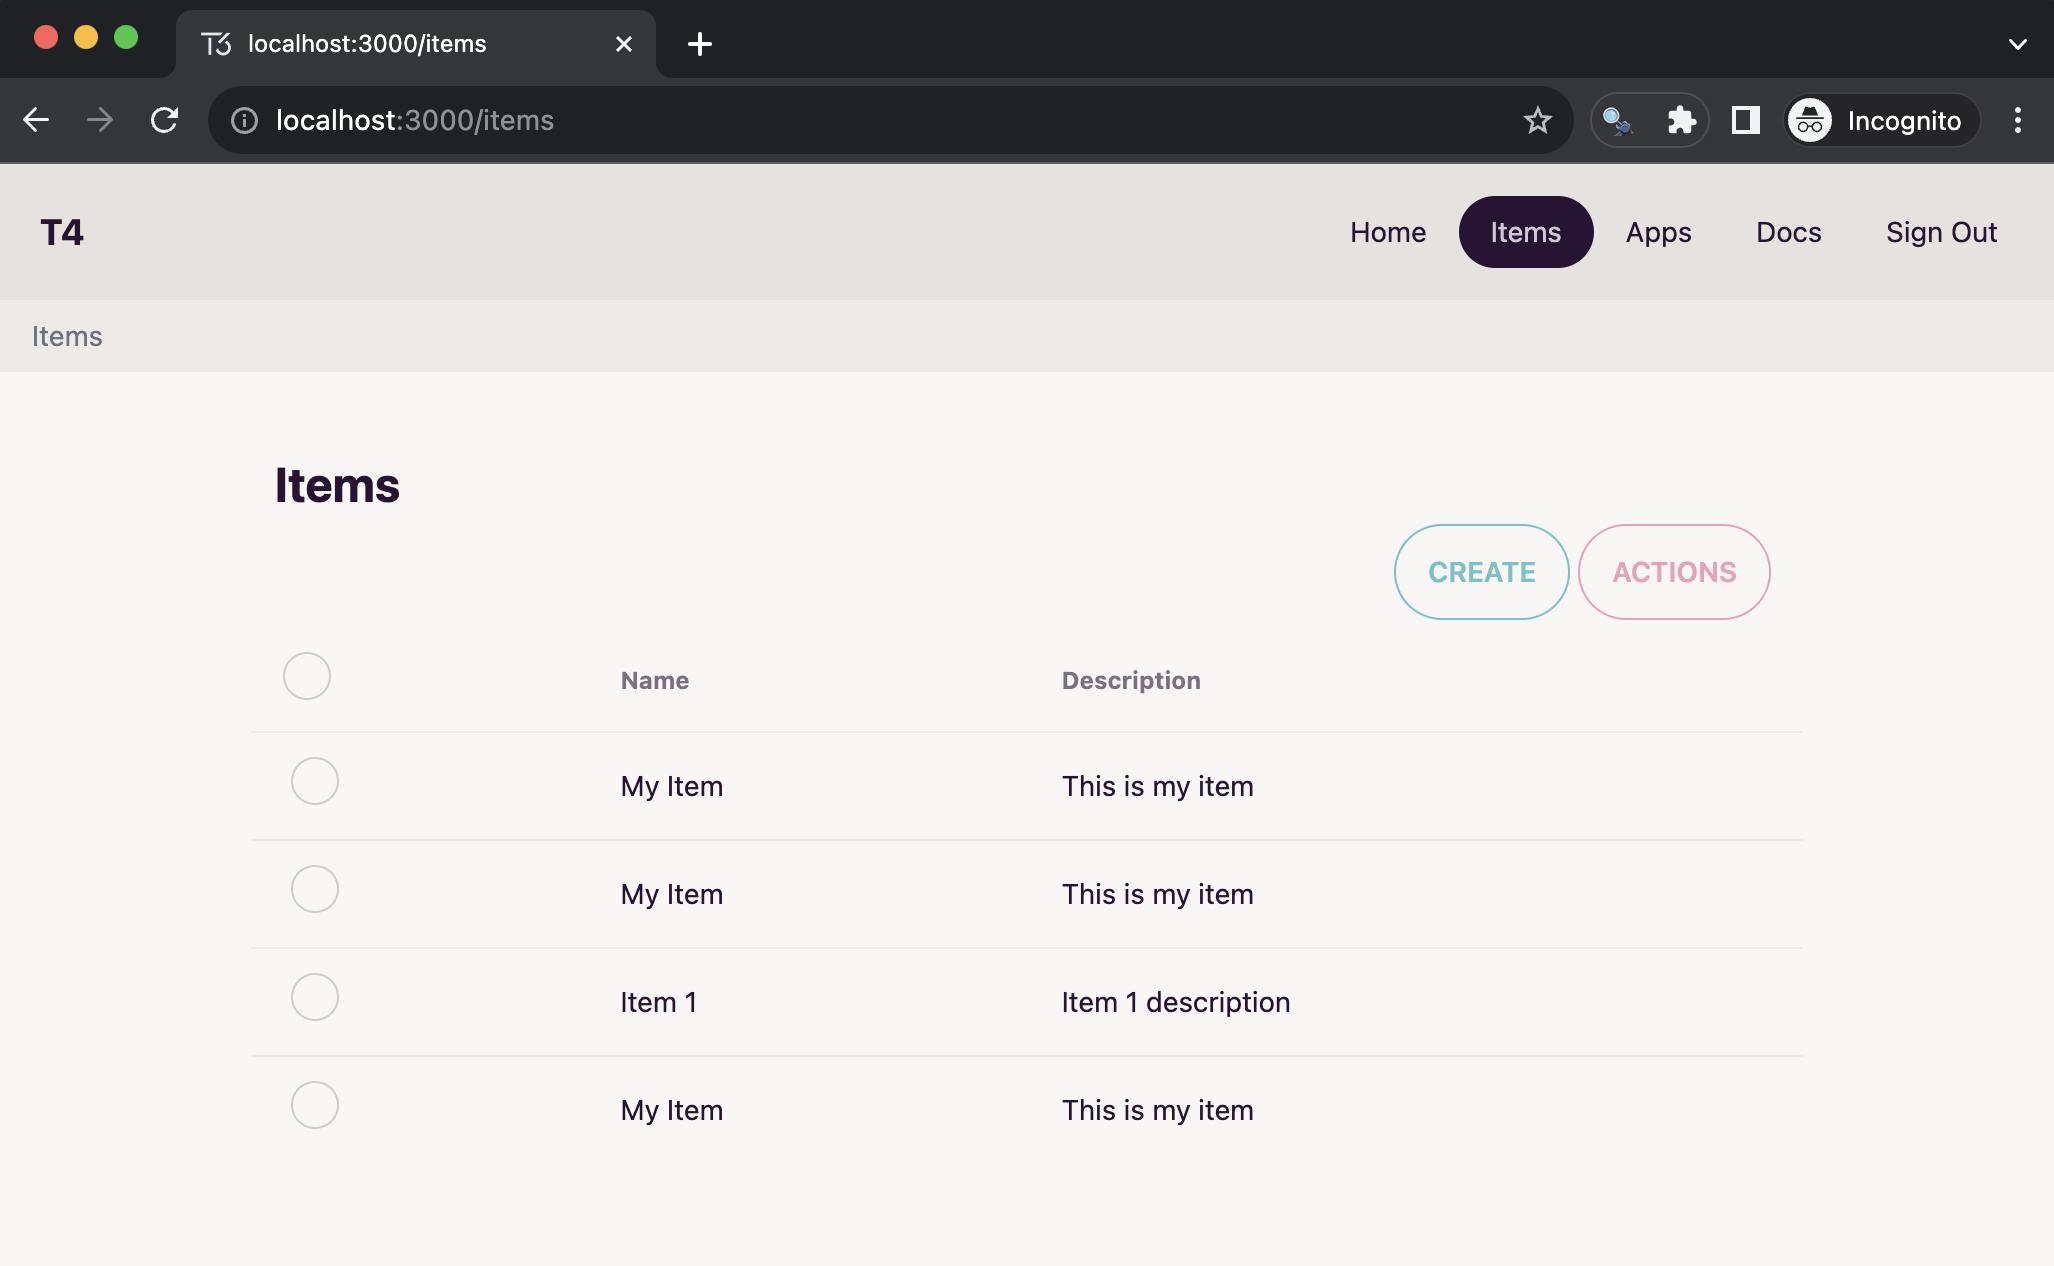 localhost:3000/items
localhost:3000/items
Incognito
T4
Home Items Apps Docs Sign Out
Items
Items
CREATE ACTIONS
Name Description
My Item This is my item
My Item This is my item
Item 1 Item 1 description
My Item This is my item